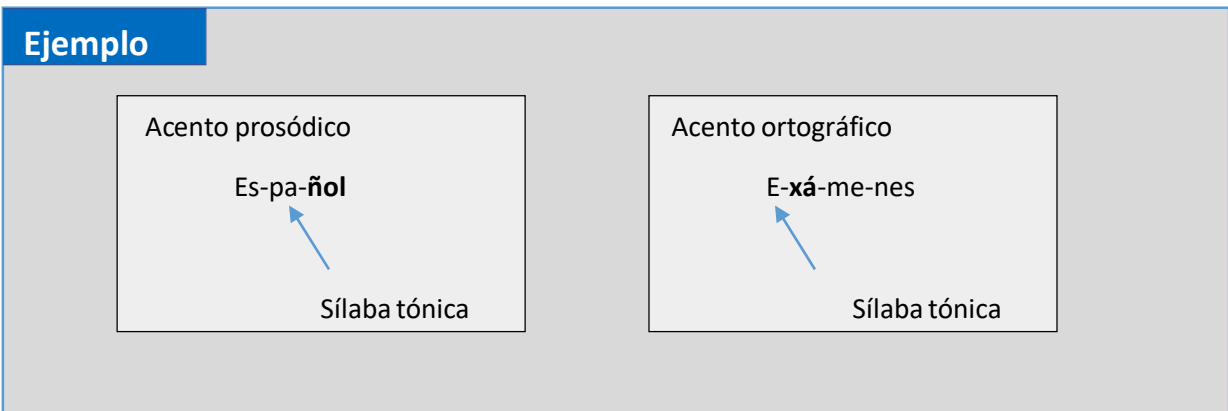 Ejemplo
Acento prosódico
Es-pa-ñol
Sílaba tónica
Acento ortográfico
E-xá-me-nes
Sílaba tónica